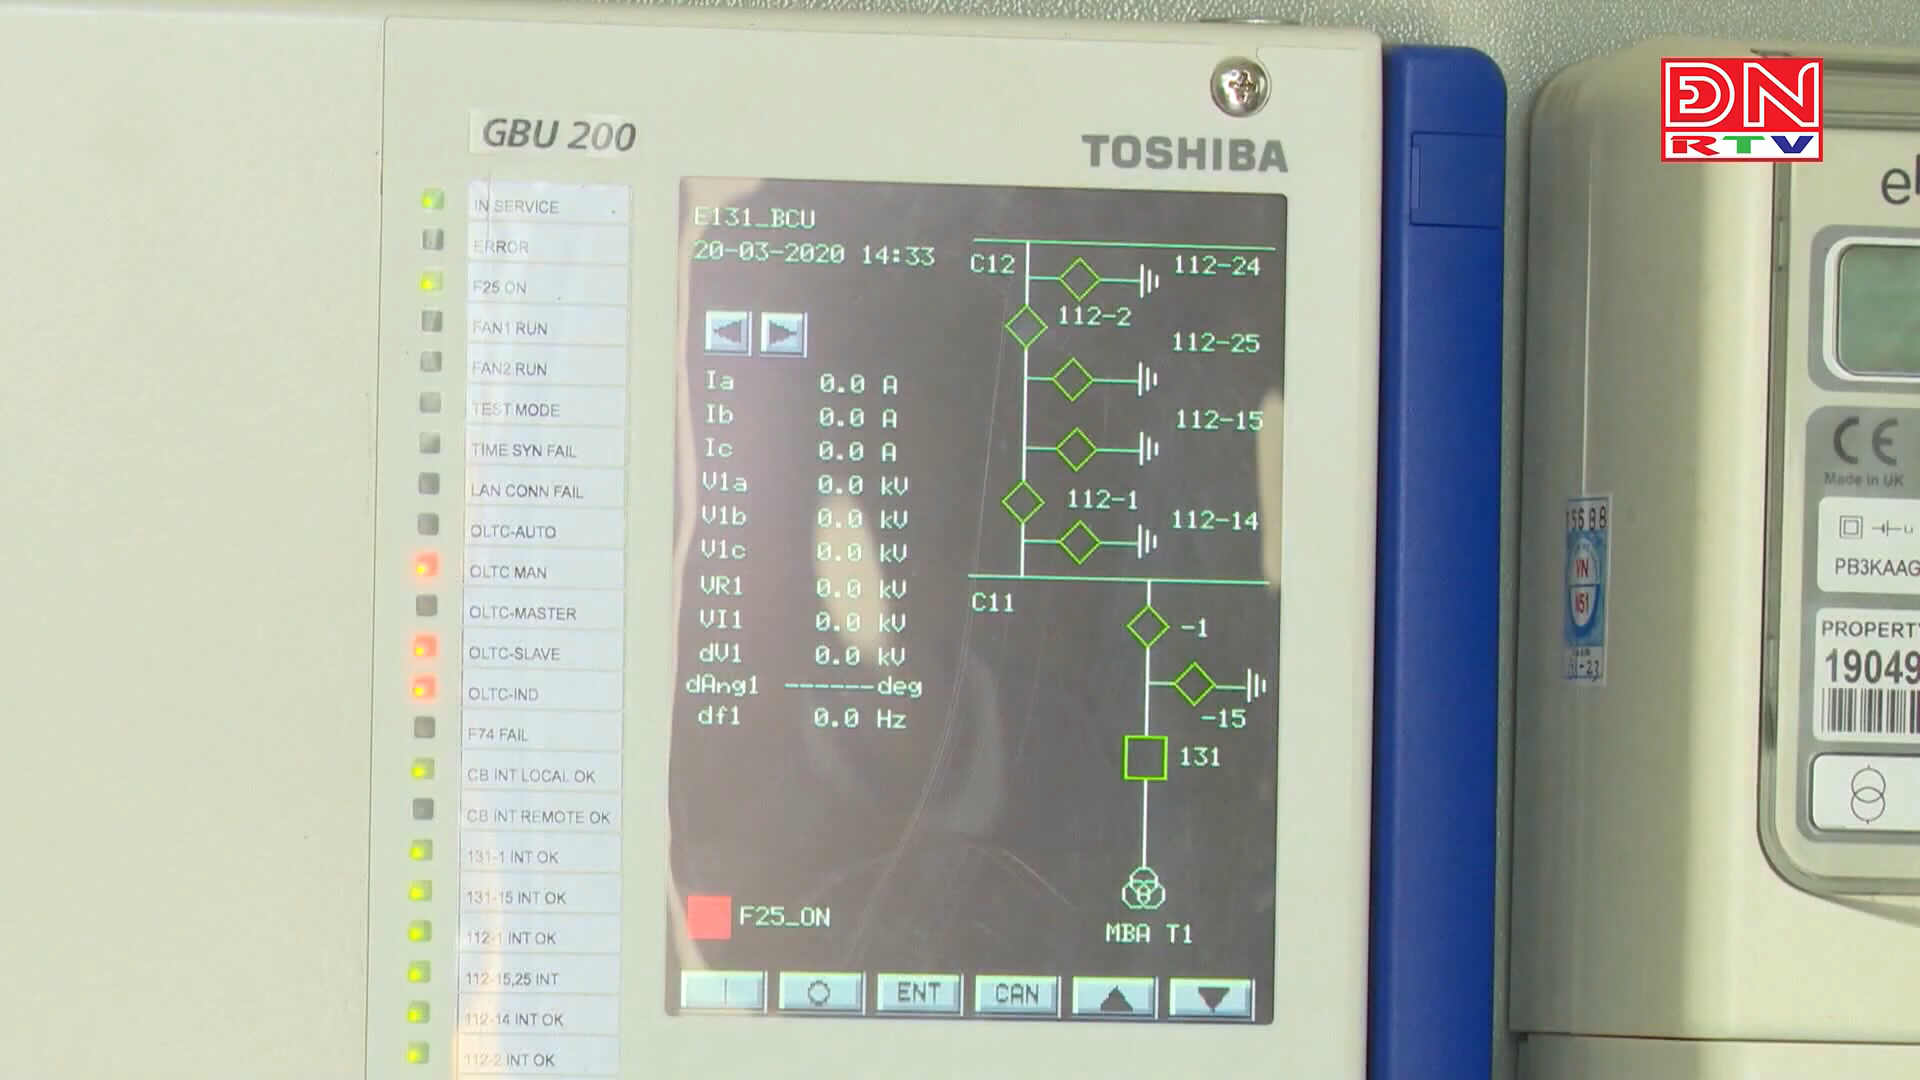 GBU 200
TOSHIBA
IN SERVICE
ERROR
F25 ON
FAN1 RUN
FAN2 RUN
TEST MODE
TIME SYN FAIL
LAN CONN FAIL
OLTC-AUTO
OLTC MAN
OLTC-MASTER
OLTC-SLAVE
OLTC-IND
F74 FAIL
CB INT LOCAL OK
CB INT REMOTE OK
131-1 INT OK
131-15 INT OK
112-1 INT OK
112-15,25 INT
112-14 INT OK
112-2 INT OK
E131_BCU
20-03-2020 14:33
Ia 0.0 A
Ib 0.0 A
Ic 0.0 A
V1a 0.0 kV
V1b 0.0 kV
V1c 0.0 kV
VR1 0.0 kV
VI1 0.0 kV
dV1 0.0 kV
dAng1 ------deg
df1 0.0 Hz
F25_ON
C12
112-24
112-2
112-25
112-15
112-1
112-14
C11
-1
-15
131
MBA T1
ENT CAN
DN
RTV
CE
Made in UK
PB3KAAG
PROPERTY
19049
VN